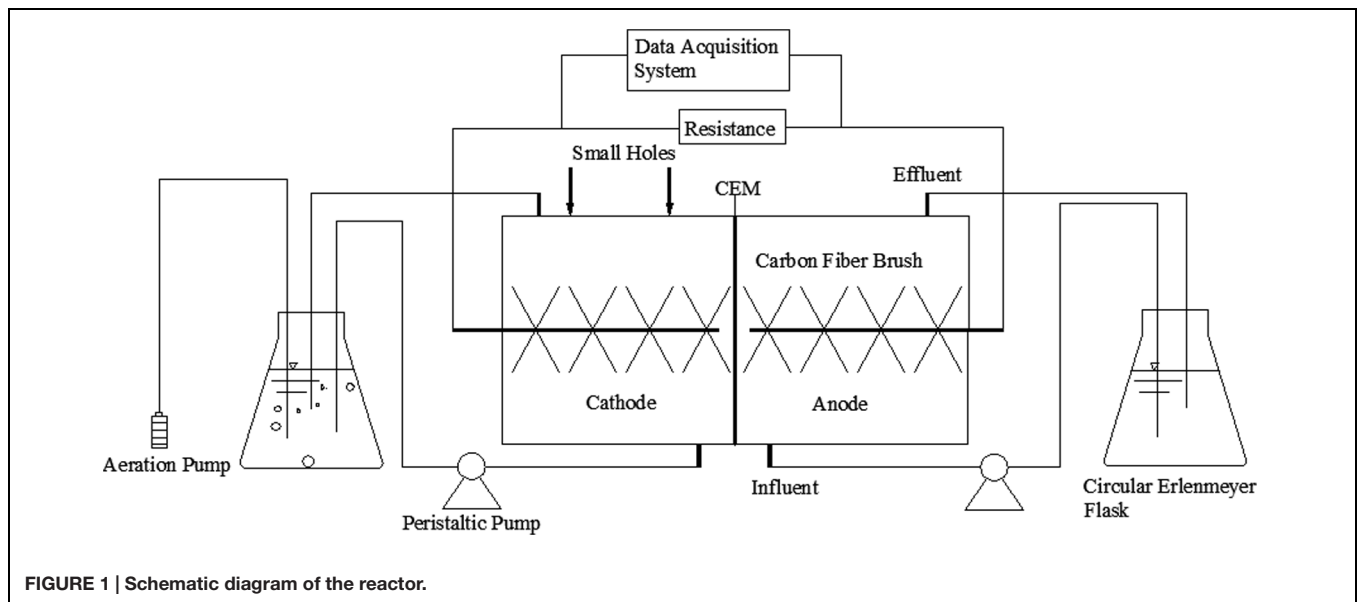 Data Acquisition
System
Resistance
Small Holes
CEM
Effluent
Carbon Fiber Brush
Cathode
Anode
Aeration Pump
Influent
Peristaltic Pump
Circular Erlenmeyer
Flask
FIGURE 1 | Schematic diagram of the reactor.